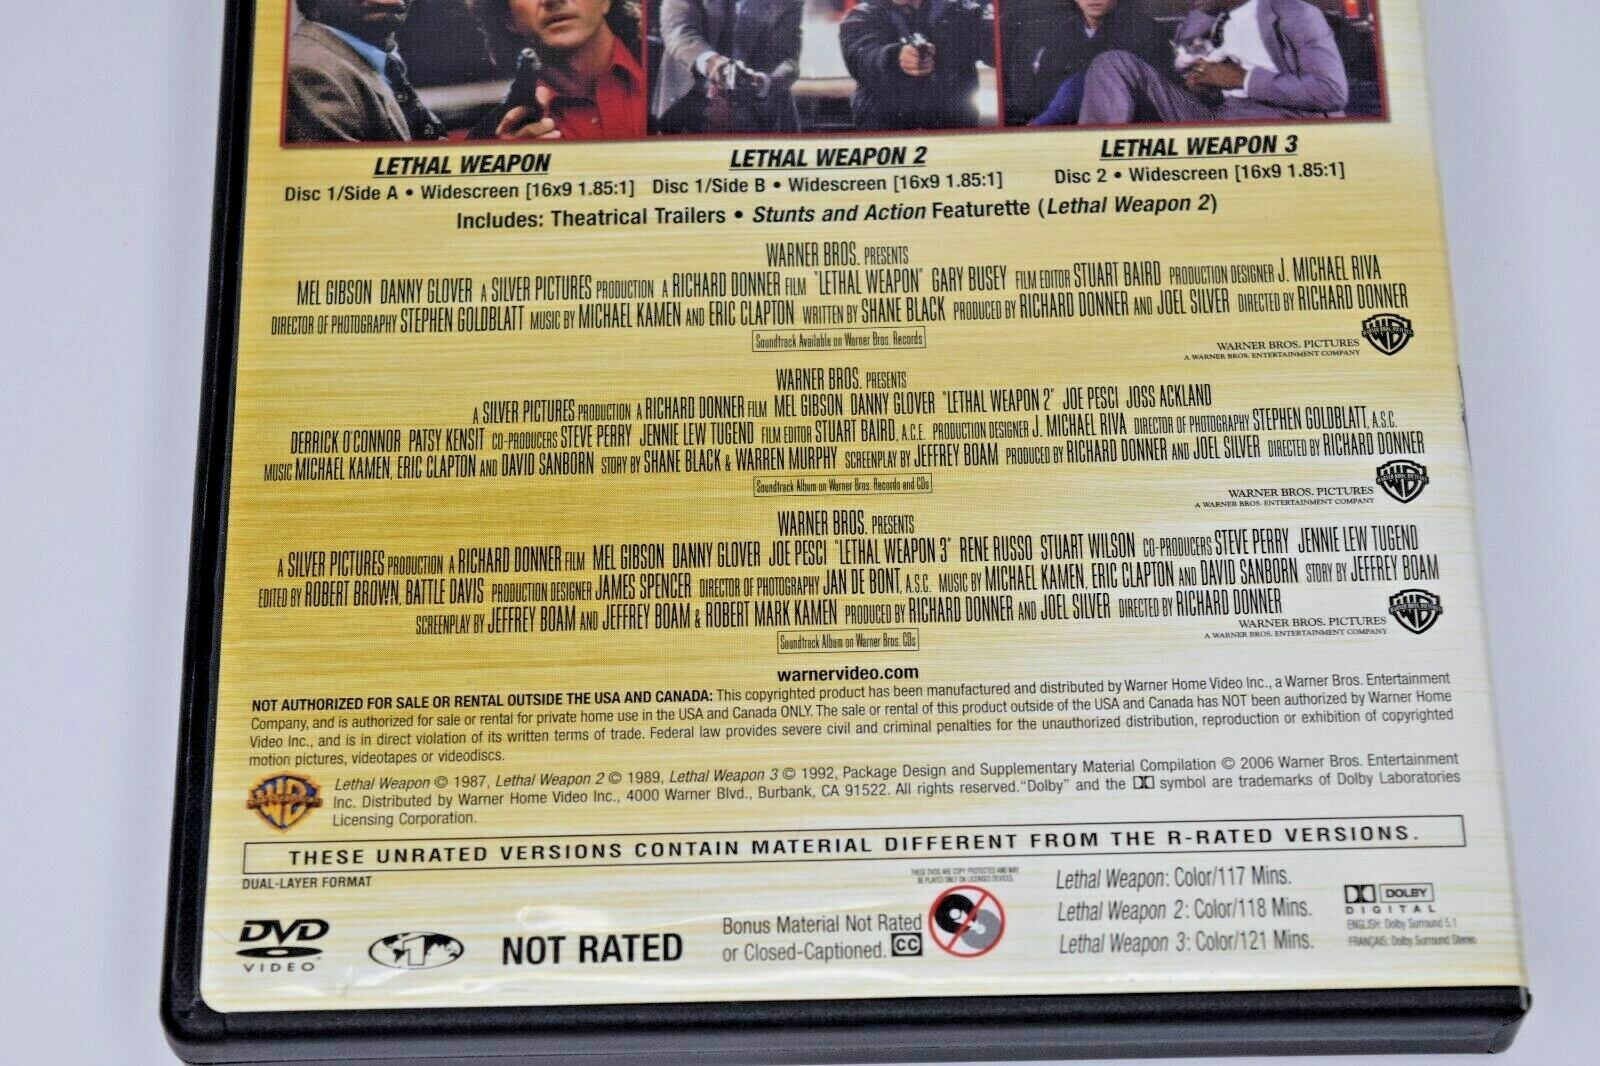 LETHAL WEAPON
Disc 1/Side A • Widescreen [16x9 1.85:1]
LETHAL WEAPON 2
Disc 1/Side B • Widescreen [16x9 1.85:1]
LETHAL WEAPON 3
Disc 2 • Widescreen [16x9 1.85:1]
Includes: Theatrical Trailers • Stunts and Action Featurette (Lethal Weapon 2)
WARNER BROS. PRESENTS
MEL GIBSON DANNY GLOVER A SILVER PICTURES PRODUCTION A RICHARD DONNER FILM "LETHAL WEAPON" GARY BUSEY FILM EDITOR STUART BAIRD PRODUCTION DESIGNER J. MICHAEL RIVA
DIRECTOR OF PHOTOGRAPHY STEPHEN GOLDBLATT MUSIC BY MICHAEL KAMEN AND ERIC CLAPTON WRITTEN BY SHANE BLACK PRODUCED BY RICHARD DONNER AND JOEL SILVER DIRECTED BY RICHARD DONNER
Soundtrack Available on Warner Bros. Records
WARNER BROS. PICTURES
A WARNER BROS. ENTERTAINMENT COMPANY
WARNER BROS. PRESENTS
A SILVER PICTURES PRODUCTION A RICHARD DONNER FILM MEL GIBSON DANNY GLOVER "LETHAL WEAPON 2" JOE PESCI JOSS ACKLAND
DERRICK O'CONNOR PATSY KENSIT CO-PRODUCERS STEVE PERRY JENNIE LEW TUGEND FILM EDITOR STUART BAIRD, A.C.E. PRODUCTION DESIGNER J. MICHAEL RIVA DIRECTOR OF PHOTOGRAPHY STEPHEN GOLDBLATT, A.S.C.
MUSIC MICHAEL KAMEN, ERIC CLAPTON AND DAVID SANBORN STORY BY SHANE BLACK & WARREN MURPHY SCREENPLAY BY JEFFREY BOAM PRODUCED BY RICHARD DONNER AND JOEL SILVER DIRECTED BY RICHARD DONNER
Soundtrack Album on Warner Bros. Records and CDs
WARNER BROS. PICTURES
A WARNER BROS. ENTERTAINMENT COMPANY
WARNER BROS. PRESENTS
A SILVER PICTURES PRODUCTION A RICHARD DONNER FILM MEL GIBSON DANNY GLOVER JOE PESCI "LETHAL WEAPON 3" RENE RUSSO STUART WILSON CO-PRODUCERS STEVE PERRY JENNIE LEW TUGEND
EDITED BY ROBERT BROWN, BATTLE DAVIS PRODUCTION DESIGNER JAMES SPENCER DIRECTOR OF PHOTOGRAPHY JAN DE BONT, A.S.C. MUSIC BY MICHAEL KAMEN, ERIC CLAPTON AND DAVID SANBORN STORY BY JEFFREY BOAM
SCREENPLAY BY JEFFREY BOAM AND JEFFREY BOAM & ROBERT MARK KAMEN PRODUCED BY RICHARD DONNER AND JOEL SILVER DIRECTED BY RICHARD DONNER
Soundtrack Album on Warner Bros. CDs
WARNER BROS. PICTURES
A WARNER BROS. ENTERTAINMENT COMPANY
warnervideo.com
NOT AUTHORIZED FOR SALE OR RENTAL OUTSIDE THE USA AND CANADA: This copyrighted product has been manufactured and distributed by Warner Home Video Inc., a Warner Bros. Entertainment
Company, and is authorized for sale or rental for private home use in the USA and Canada ONLY. The sale or rental of this product outside of the USA and Canada has NOT been authorized by Warner Home
Video Inc., and is in direct violation of its written terms of trade. Federal law provides severe civil and criminal penalties for the unauthorized distribution, reproduction or exhibition of copyrighted
motion pictures, videotapes or videodiscs.
Lethal Weapon © 1987, Lethal Weapon 2 © 1989, Lethal Weapon 3 © 1992, Package Design and Supplementary Material Compilation © 2006 Warner Bros. Entertainment
Inc. Distributed by Warner Home Video Inc., 4000 Warner Blvd., Burbank, CA 91522. All rights reserved. "Dolby" and the symbol are trademarks of Dolby Laboratories
Licensing Corporation.
THESE UNRATED VERSIONS CONTAIN MATERIAL DIFFERENT FROM THE R-RATED VERSIONS.
DUAL-LAYER FORMAT
DVD
VIDEO
1
NOT RATED
Bonus Material Not Rated
or Closed-Captioned. CC
THESE DVDS ARE COPY PROTECTED AND MAY
BE PLAYED ONLY ON LICENSED DEVICES.
Lethal Weapon: Color/117 Mins.
Lethal Weapon 2: Color/118 Mins.
Lethal Weapon 3: Color/121 Mins.
DOLBY
DIGITAL
ENGLISH: Dolby Surround 5.1
FRANÇAIS: Dolby Surround Stereo